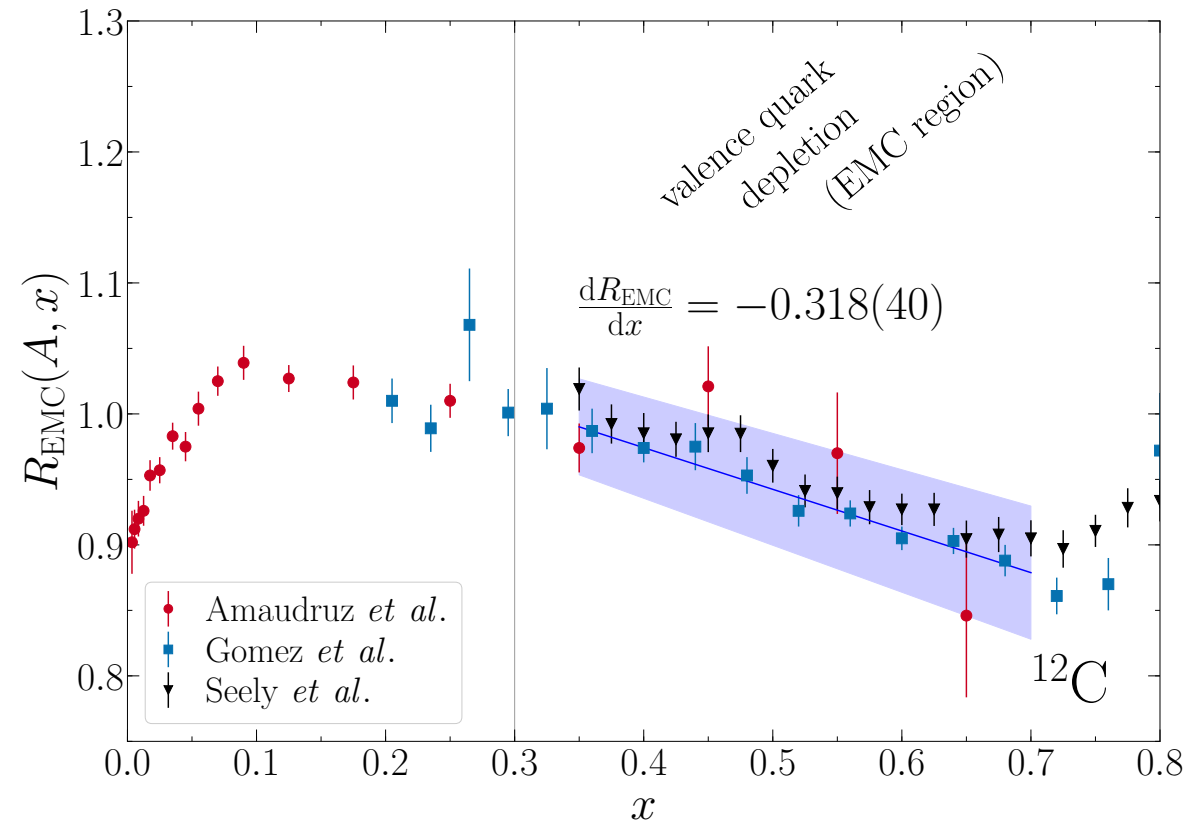 1.3
1.2
1.1
1.0
0.9
0.8
R_EMC(A, x)
valence quark
depletion
(EMC region)
dR_EMC/dx = −0.318(40)
Amaudruz et al.
Gomez et al.
Seely et al.
¹²C
0.0 0.1 0.2 0.3 0.4 0.5 0.6 0.7 0.8
x